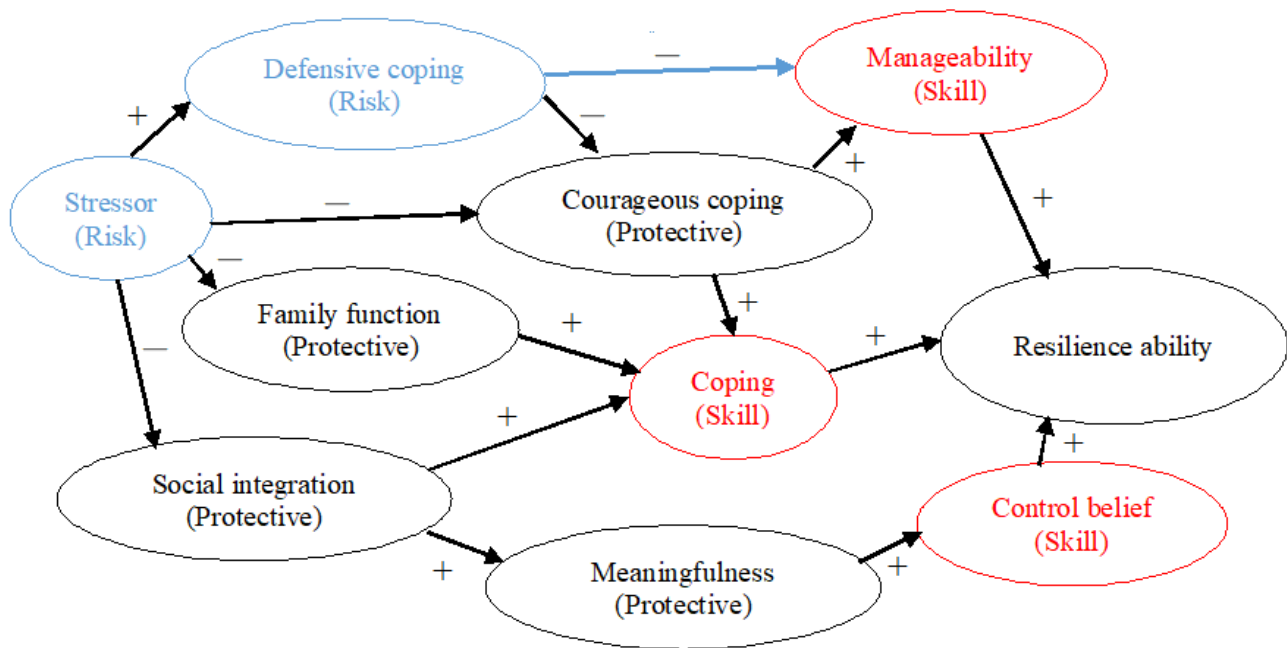 Defensive coping
(Risk)
—
Manageability
(Skill)
+
—
Stressor
(Risk)
—
Courageous coping
(Protective)
+
+
—
Family function
(Protective)
+
+
Resilience ability
+
—
Coping
(Skill)
+
Social integration
(Protective)
+
Control belief
(Skill)
+
Meaningfulness
(Protective)
+